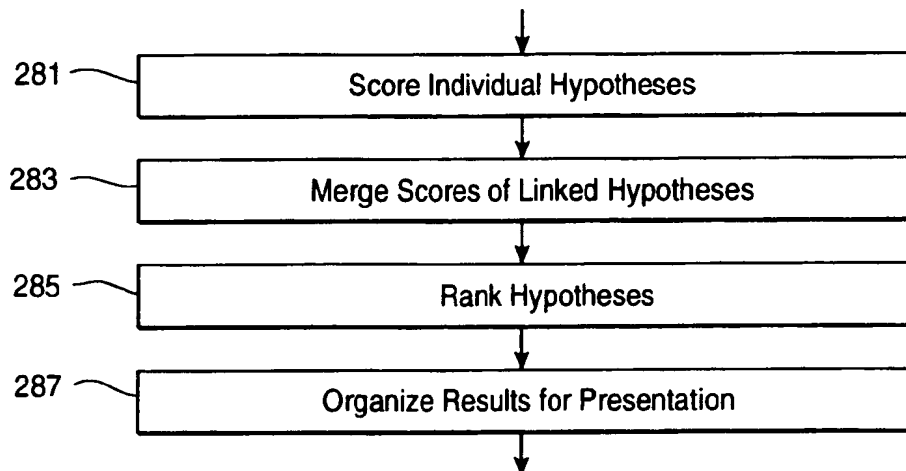 281 Score Individual Hypotheses
283 Merge Scores of Linked Hypotheses
285 Rank Hypotheses
287 Organize Results for Presentation